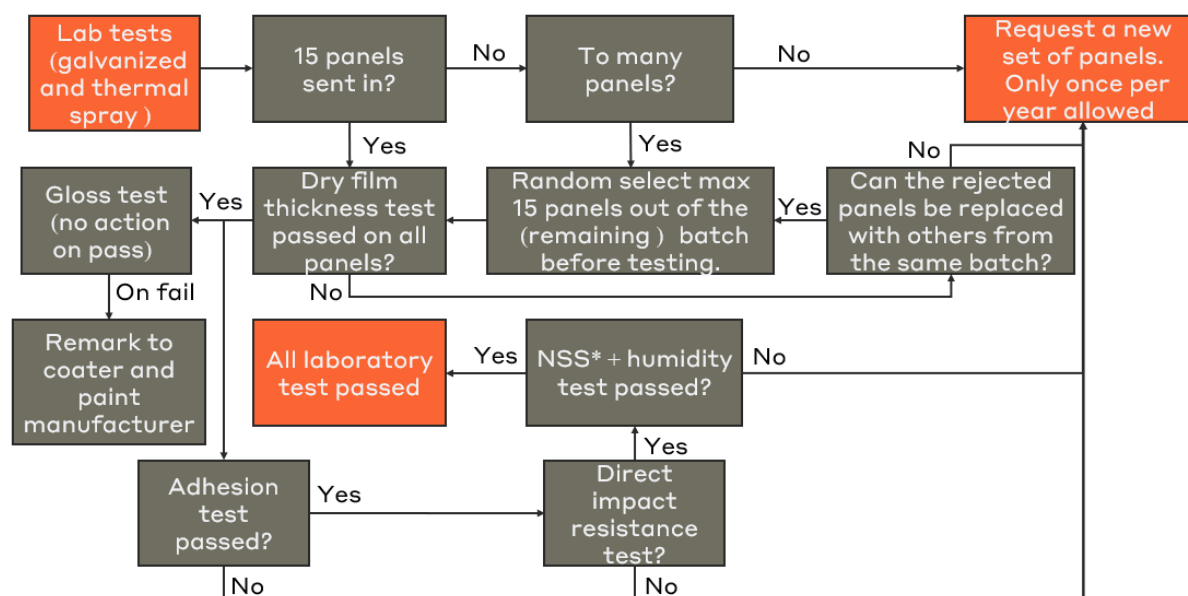 Lab tests
(galvanized
and thermal
spray )
15 panels
sent in?
No
To many
panels?
No
Request a new
set of panels.
Only once per
year allowed
Yes
Yes
No
Gloss test
(no action
on pass)
Yes
Dry film
thickness test
passed on all
panels?
Random select max
15 panels out of the
(remaining ) batch
before testing.
Yes
Can the rejected
panels be replaced
with others from
the same batch?
On fail
No
Remark to
coater and
paint
manufacturer
All laboratory
test passed
Yes
NSS* + humidity
test passed?
No
Yes
Adhesion
test
passed?
Yes
Direct
impact
resistance
test?
No
No